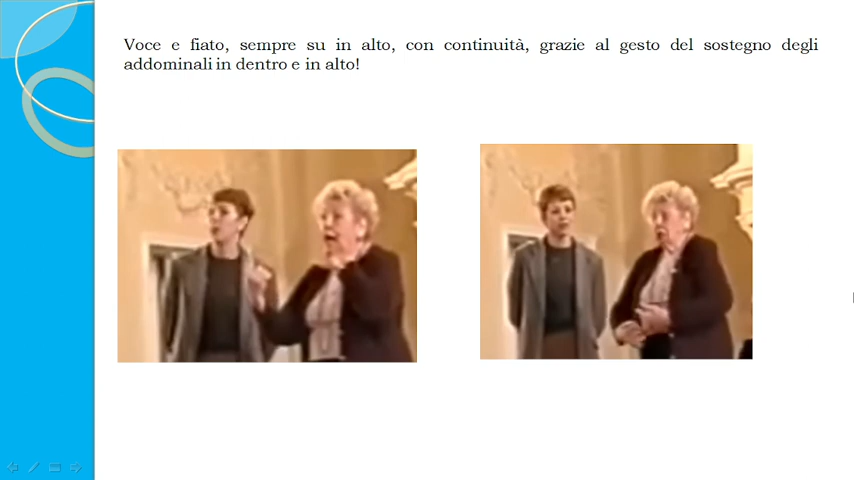 Voce e fiato, sempre su in alto, con continuità, grazie al gesto del sostegno degli
addominali in dentro e in alto!